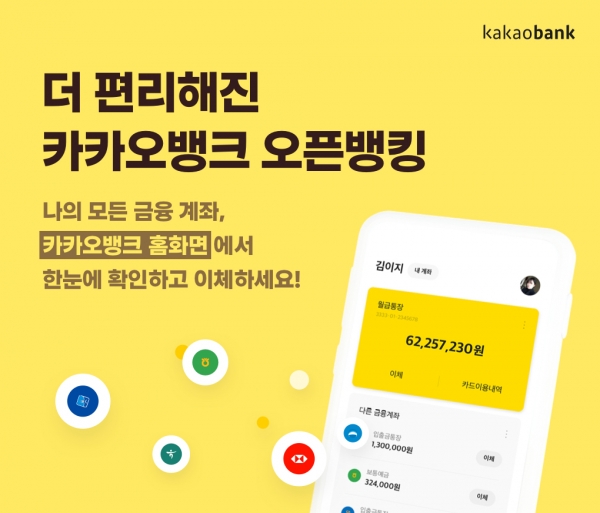 kakaobank
더 편리해진
카카오뱅크 오픈뱅킹
나의 모든 금융 계좌,
카카오뱅크 홈화면에서
한눈에 확인하고 이체하세요!
김이지 내 계좌
월급통장
62,257,230원
이체 카드이용내역
다른 금융계좌
입출금통장
1,300,000원 이체
보통예금
324,000원 이체
입출금통장